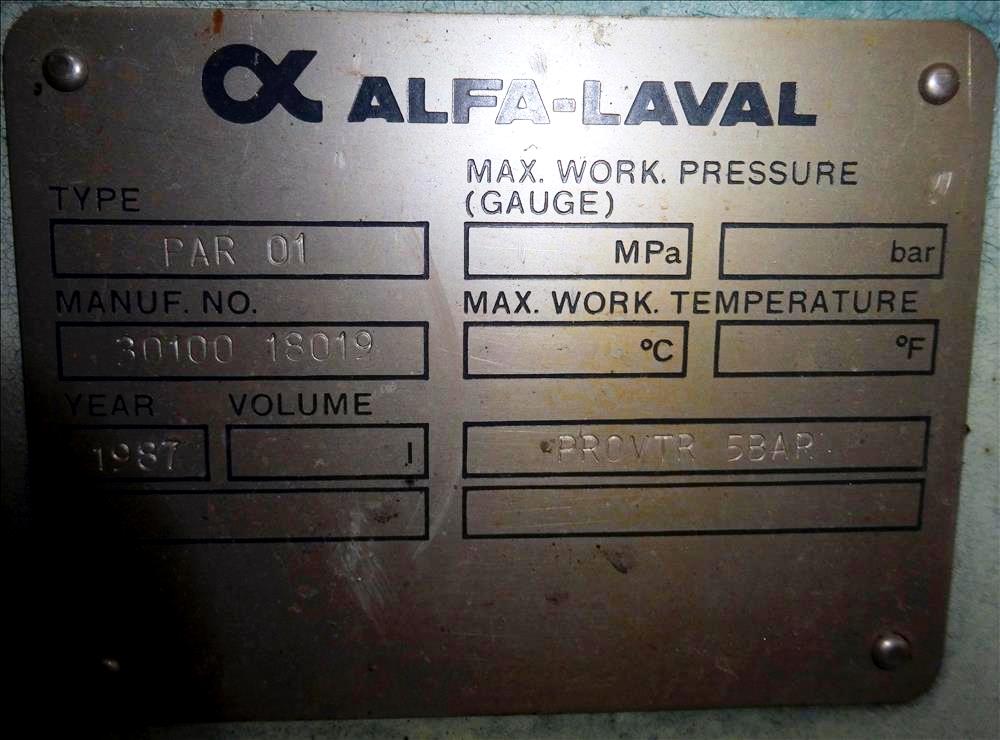 α ALFA-LAVAL
TYPE
PAR 01
MAX. WORK. PRESSURE
(GAUGE)
MPa
bar
MANUF. NO.
30100 18019
MAX. WORK. TEMPERATURE
°C
°F
YEAR
1987
VOLUME
l
PROVTR 5BAR